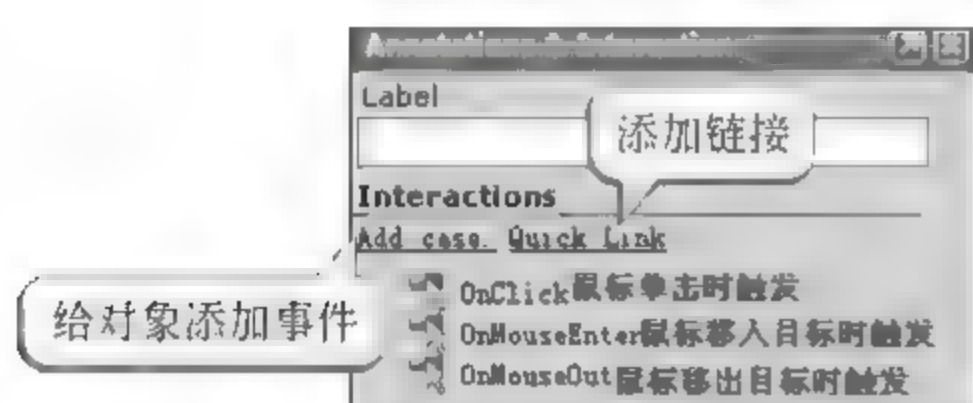 Label
添加链接
Interactions
Add case. Quick Link
给对象添加事件
OnClick鼠标单击时触发
OnMouseEnter鼠标移入目标时触发
OnMouseOut鼠标移出目标时触发